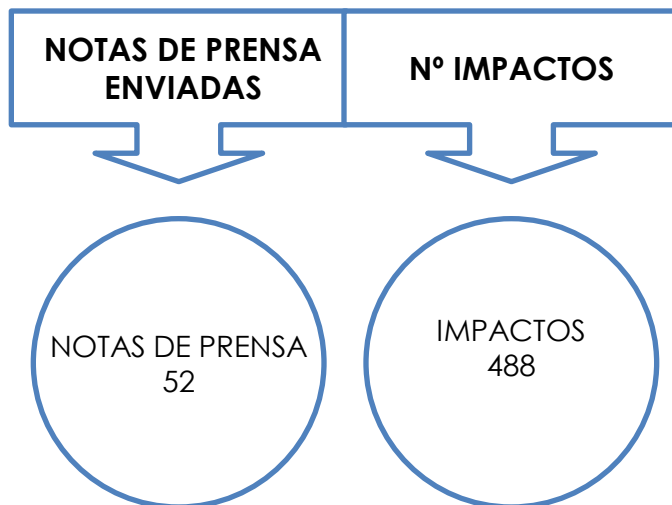 NOTAS DE PRENSA
ENVIADAS
Nº IMPACTOS
NOTAS DE PRENSA
52
IMPACTOS
488